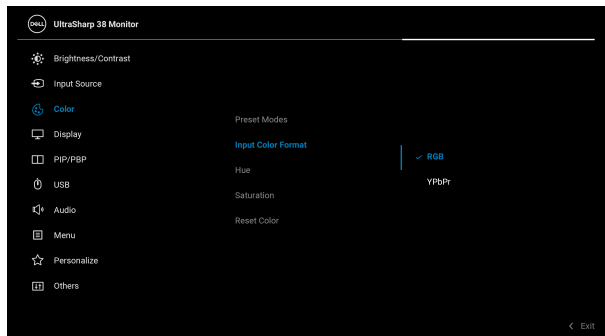 DELL UltraSharp 38 Monitor
Brightness/Contrast
Input Source
Color
Display
PIP/PBP
USB
Audio
Menu
Personalize
Others
Preset Modes
Input Color Format
Hue
Saturation
Reset Color
RGB
YPbPr
Exit